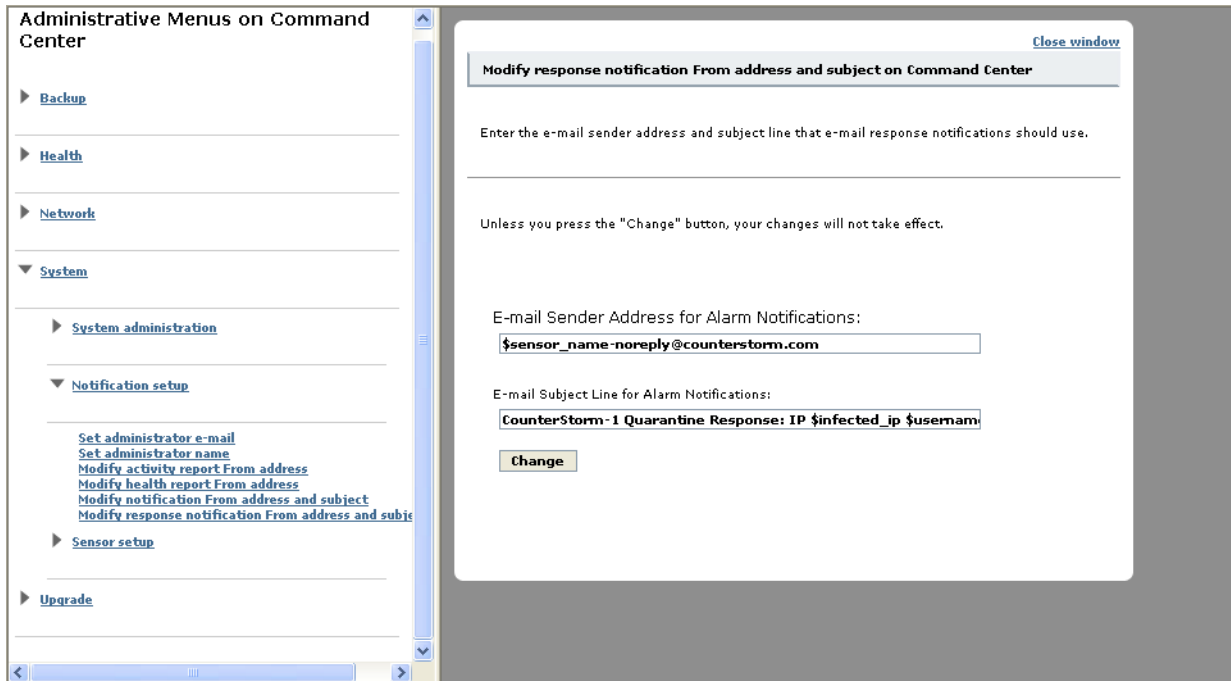 Administrative Menus on Command
Center
Backup
Health
Network
System
System administration
Notification setup
Set administrator e-mail
Set administrator name
Modify activity report From address
Modify health report From address
Modify notification From address and subject
Modify response notification From address and subje
Sensor setup
Upgrade
Close window
Modify response notification From address and subject on Command Center
Enter the e-mail sender address and subject line that e-mail response notifications should use.
Unless you press the "Change" button, your changes will not take effect.
E-mail Sender Address for Alarm Notifications:
$sensor_name-noreply@counterstorm.com
E-mail Subject Line for Alarm Notifications:
CounterStorm-1 Quarantine Response: IP $infected_ip $usernam
Change